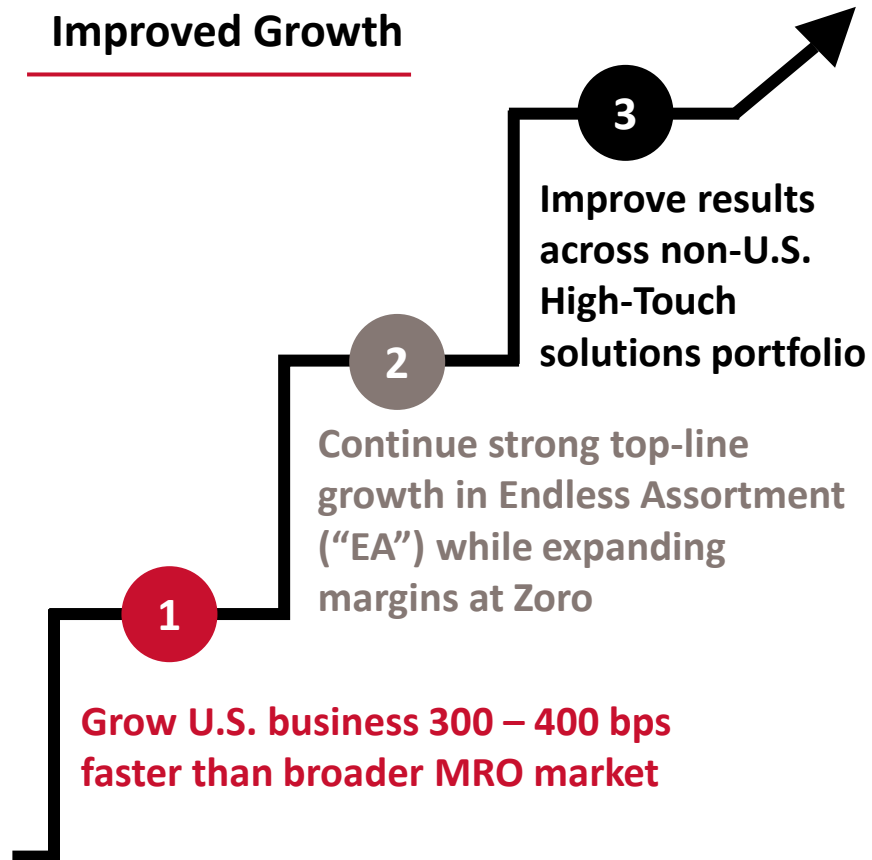 Improved Growth
3
Improve results
across non-U.S.
High-Touch
solutions portfolio
2
Continue strong top-line
growth in Endless Assortment
(“EA”) while expanding
margins at Zoro
1
Grow U.S. business 300 – 400 bps
faster than broader MRO market